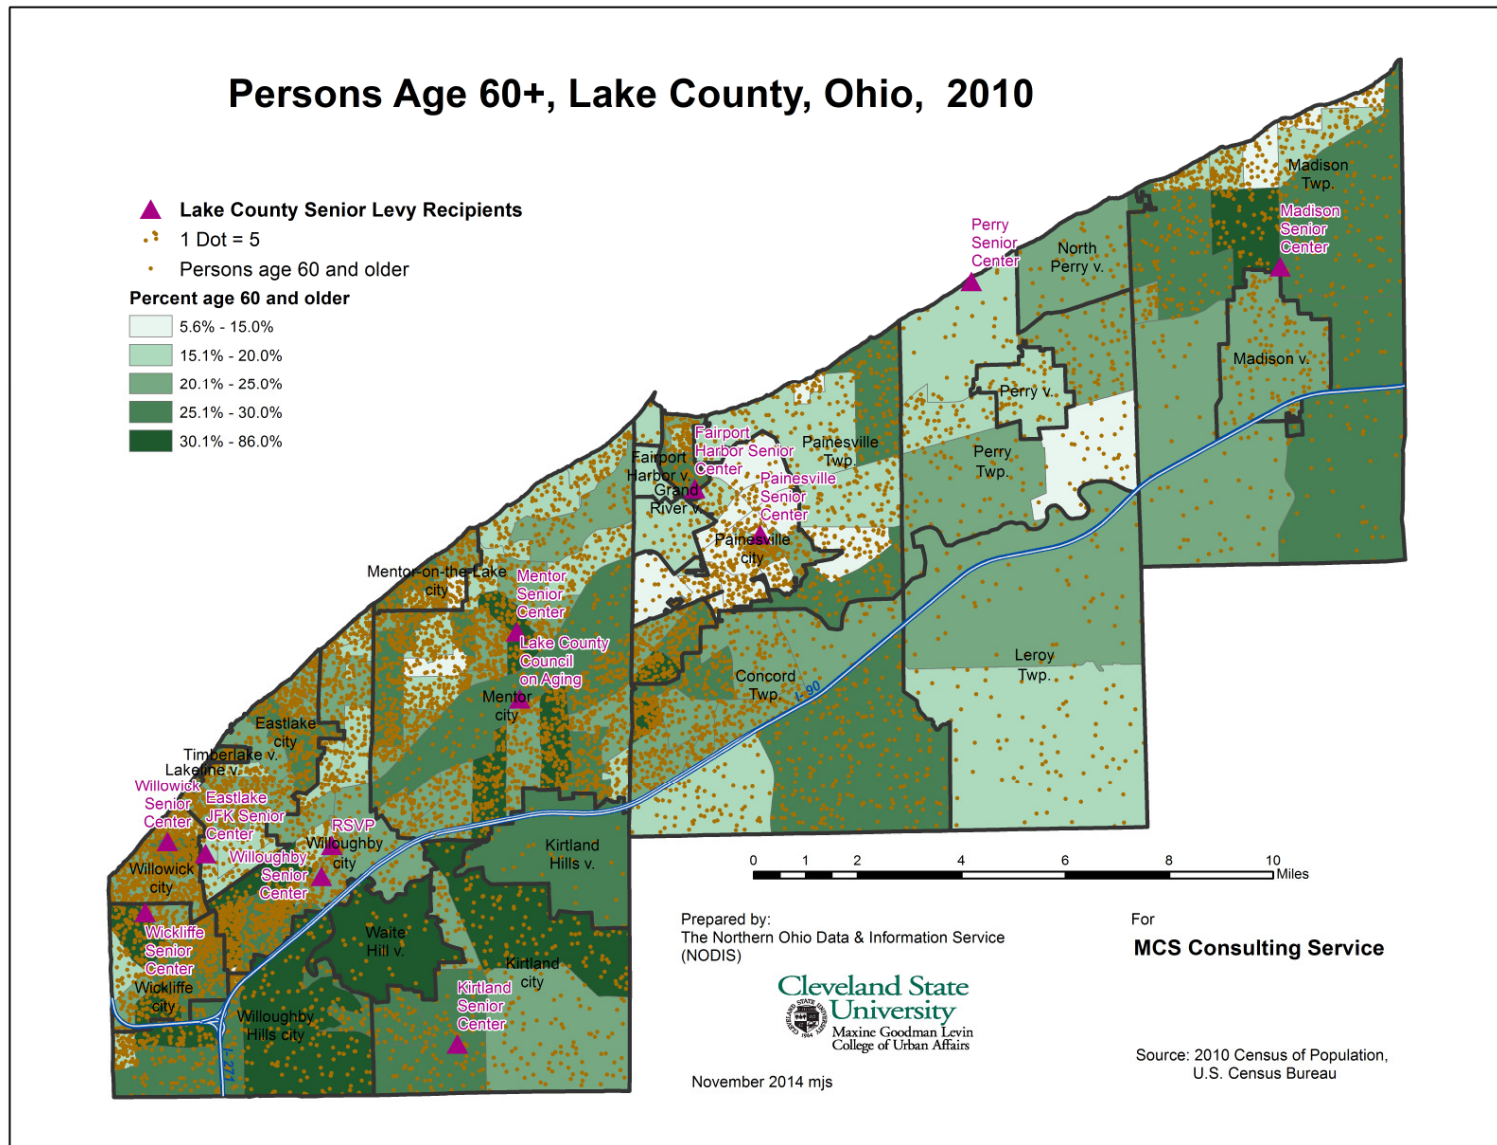 Persons Age 60+, Lake County, Ohio, 2010
Lake County Senior Levy Recipients
1 Dot = 5
Persons age 60 and older
Percent age 60 and older
5.6% - 15.0%
15.1% - 20.0%
20.1% - 25.0%
25.1% - 30.0%
30.1% - 86.0%
Madison
Twp.
Madison
Senior
Center
Perry
Senior
Center
North
Perry v.
Madison v.
Perry v.
Perry
Twp.
Painesville
Twp.
Fairport
Harbor Senior
Center
Fairport
Harbor v.
Grand
River v.
Painesville
Senior
Center
Painesville
city
Mentor-on-the-Lake
city
Mentor
Senior
Center
Lake County
Council
on Aging
Mentor
city
Concord
Twp.
I-90
Leroy
Twp.
Eastlake
city
Timberlake v.
Lakeline v.
Willowick
Senior
Center
Eastlake
JFK Senior
Center
RSVP
Willoughby
city
Willoughby
Senior
Center
Willowick
city
Kirtland
Hills v.
Wickliffe
Senior
Center
Wickliffe
city
Waite
Hill v.
Kirtland
city
Kirtland
Senior
Center
Willoughby
Hills city
I-271
0 1 2 4 6 8 10
Miles
Prepared by:
The Northern Ohio Data & Information Service
(NODIS)
Cleveland State
University
Maxine Goodman Levin
College of Urban Affairs
November 2014 mjs
For
MCS Consulting Service
Source: 2010 Census of Population,
U.S. Census Bureau